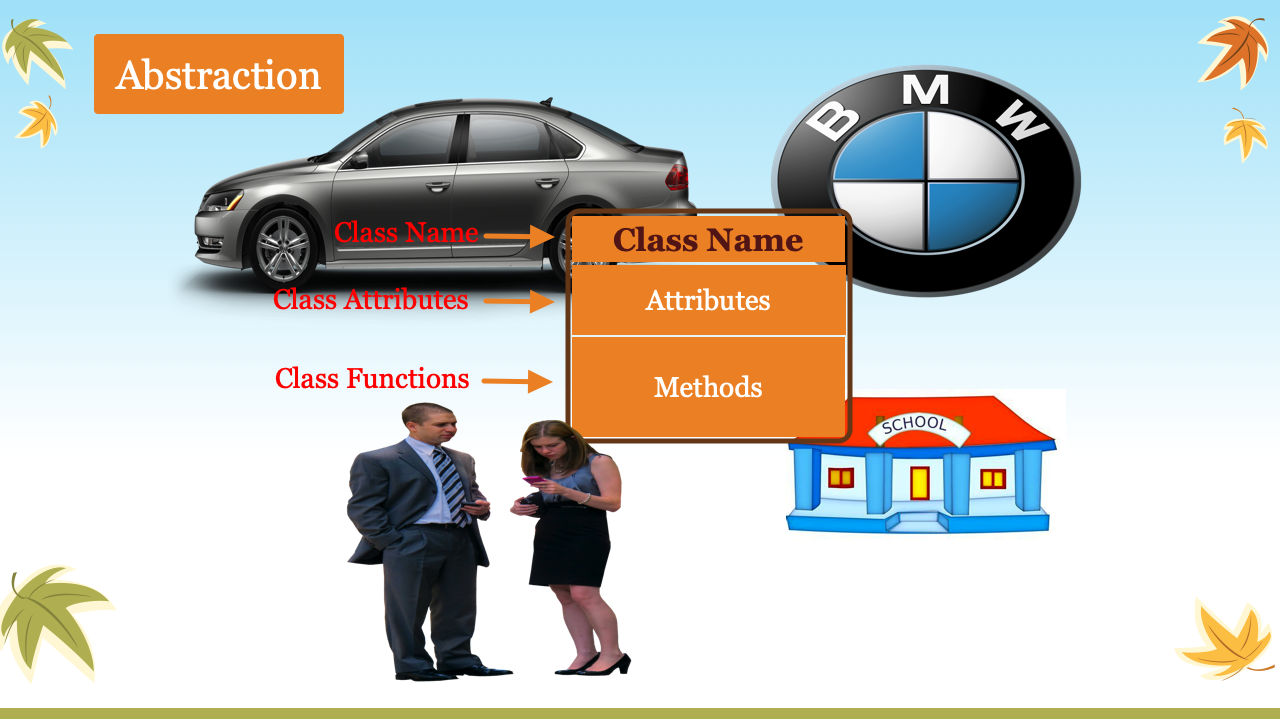 Abstraction
B M W
Class Name
Class Name
Class Attributes
Attributes
Class Functions
Methods
SCHOOL